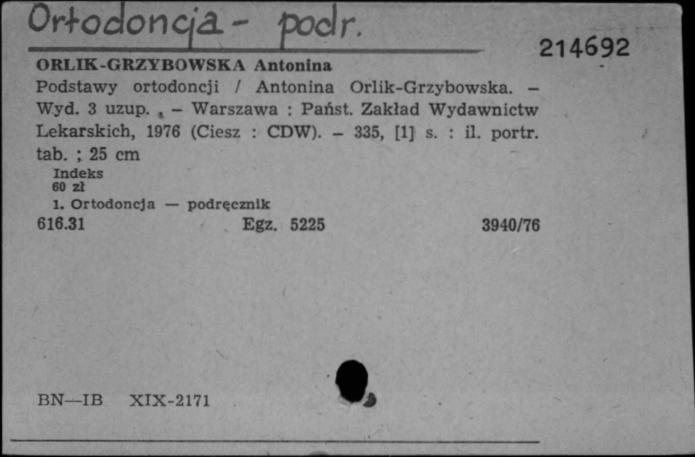 Ortodoncja - podr.
214692
ORLIK-GRZYBOWSKA Antonina
Podstawy ortodoncji / Antonina Orlik-Grzybowska. –
Wyd. 3 uzup. , – Warszawa : Państ. Zakład Wydawnictw
Lekarskich, 1976 (Ciesz : CDW). – 335, [1] s. : il. portr.
tab. ; 25 cm
Indeks
60 zł
1. Ortodoncja — podręcznik
616.31 Egz. 5225 3940/76
BN—IB XIX-2171